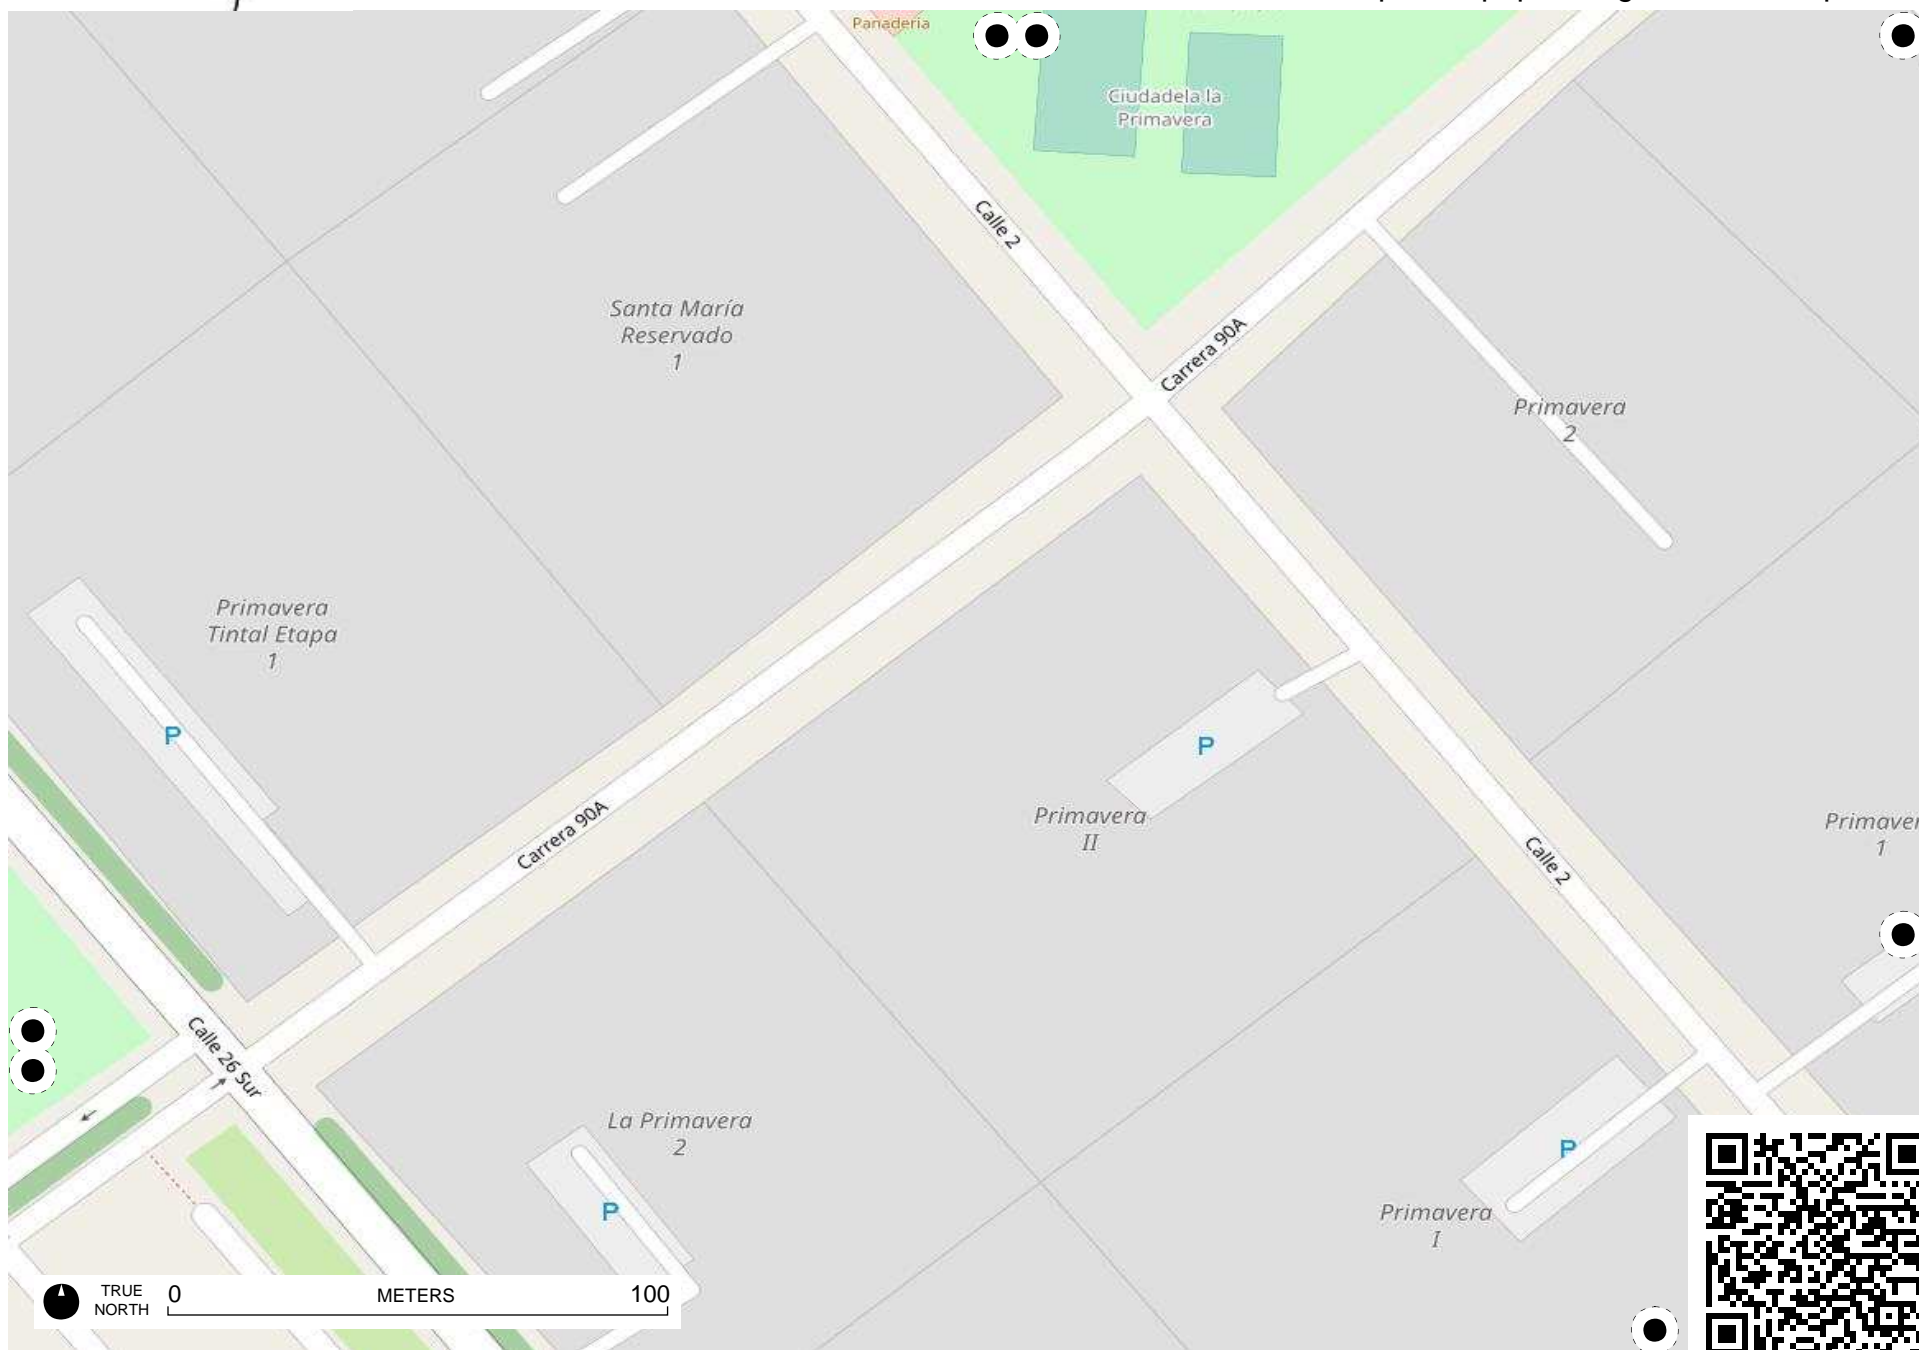 Panadería
Ciudadela la
Primavera
Calle 2
Santa María
Reservado
1
Carrera 90A
Primavera
2
Primavera
Tintal Etapa
1
P
P
Primavera
II
Carrera 90A
Calle 2
1
Calle 26 Sur
La Primavera
2
P
P
Primavera
I
TRUE
NORTH
0
METERS
100